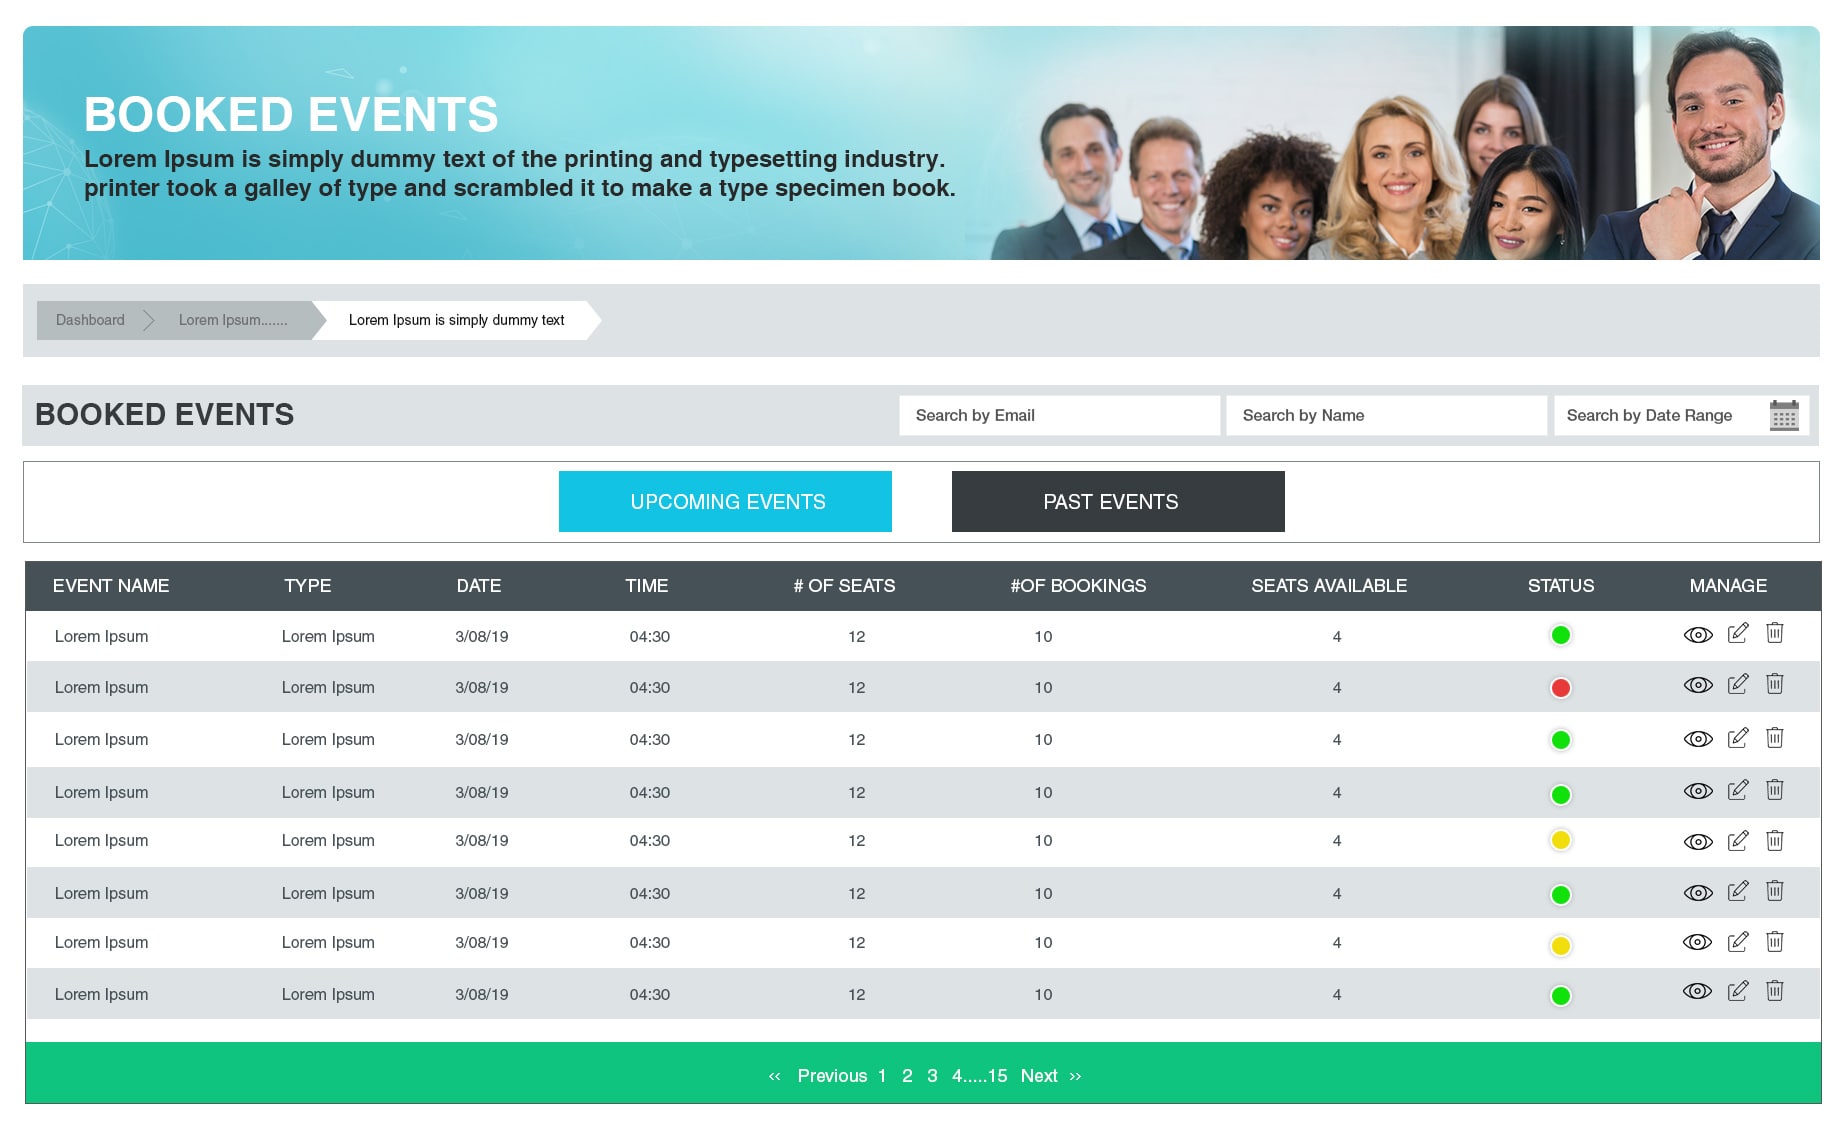 BOOKED EVENTS
Lorem Ipsum is simply dummy text of the printing and typesetting industry.
printer took a galley of type and scrambled it to make a type specimen book.
Dashboard Lorem Ipsum....... Lorem Ipsum is simply dummy text
BOOKED EVENTS Search by Email Search by Name Search by Date Range
UPCOMING EVENTS PAST EVENTS
EVENT NAME TYPE DATE TIME # OF SEATS #OF BOOKINGS SEATS AVAILABLE STATUS MANAGE
Lorem Ipsum Lorem Ipsum 3/08/19 04:30 12 10 4
Lorem Ipsum Lorem Ipsum 3/08/19 04:30 12 10 4
Lorem Ipsum Lorem Ipsum 3/08/19 04:30 12 10 4
Lorem Ipsum Lorem Ipsum 3/08/19 04:30 12 10 4
Lorem Ipsum Lorem Ipsum 3/08/19 04:30 12 10 4
Lorem Ipsum Lorem Ipsum 3/08/19 04:30 12 10 4
Lorem Ipsum Lorem Ipsum 3/08/19 04:30 12 10 4
Lorem Ipsum Lorem Ipsum 3/08/19 04:30 12 10 4
‹‹ Previous 1 2 3 4.....15 Next ››